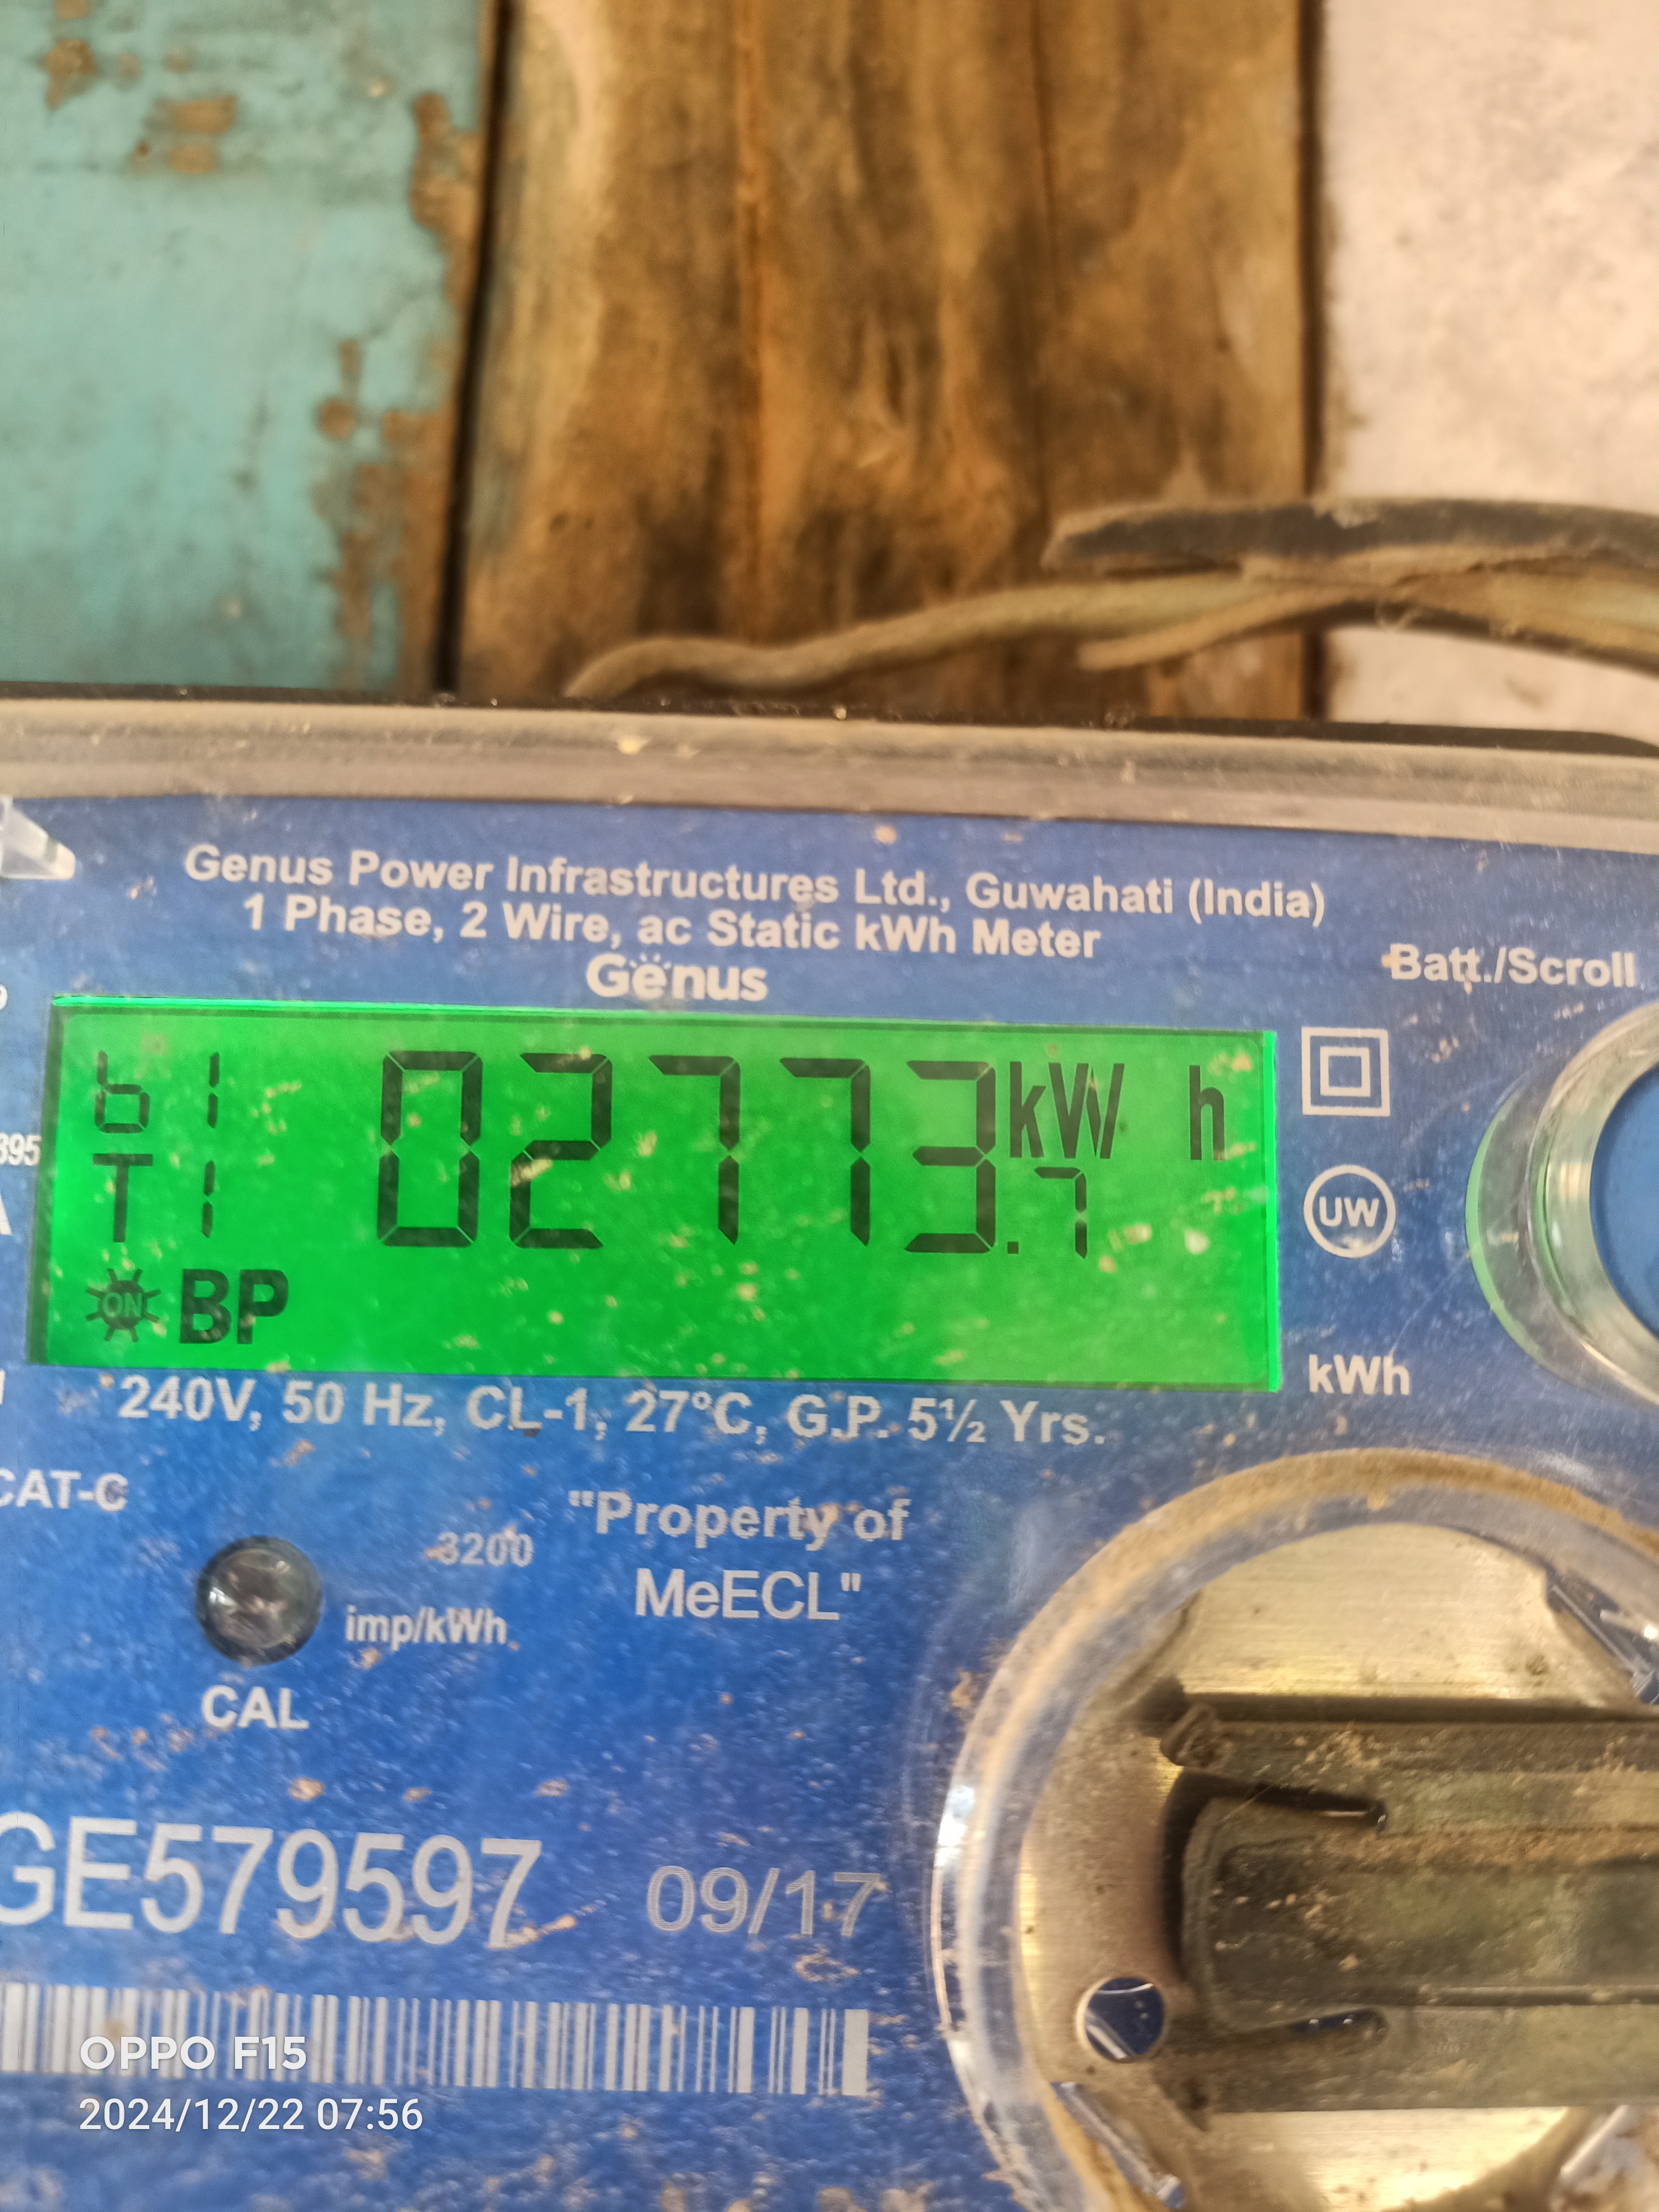 Genus Power Infrastructures Ltd., Guwahati (India)
1 Phase, 2 Wire, ac Static kWh Meter
Genus
Batt./Scroll
b1 02773.7 kWh
T1
ON BP
UW
kWh
240V, 50 Hz, CL-1, 27°C, G.P. 5½ Yrs.
CAT-C
3200
imp/kWh
CAL
"Property of
MeECL"
GE579597 09/17
OPPO F15
2024/12/22 07:56